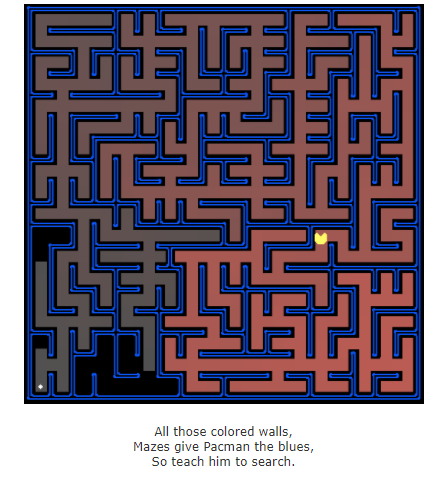 All those colored walls,
Mazes give Pacman the blues,
So teach him to search.